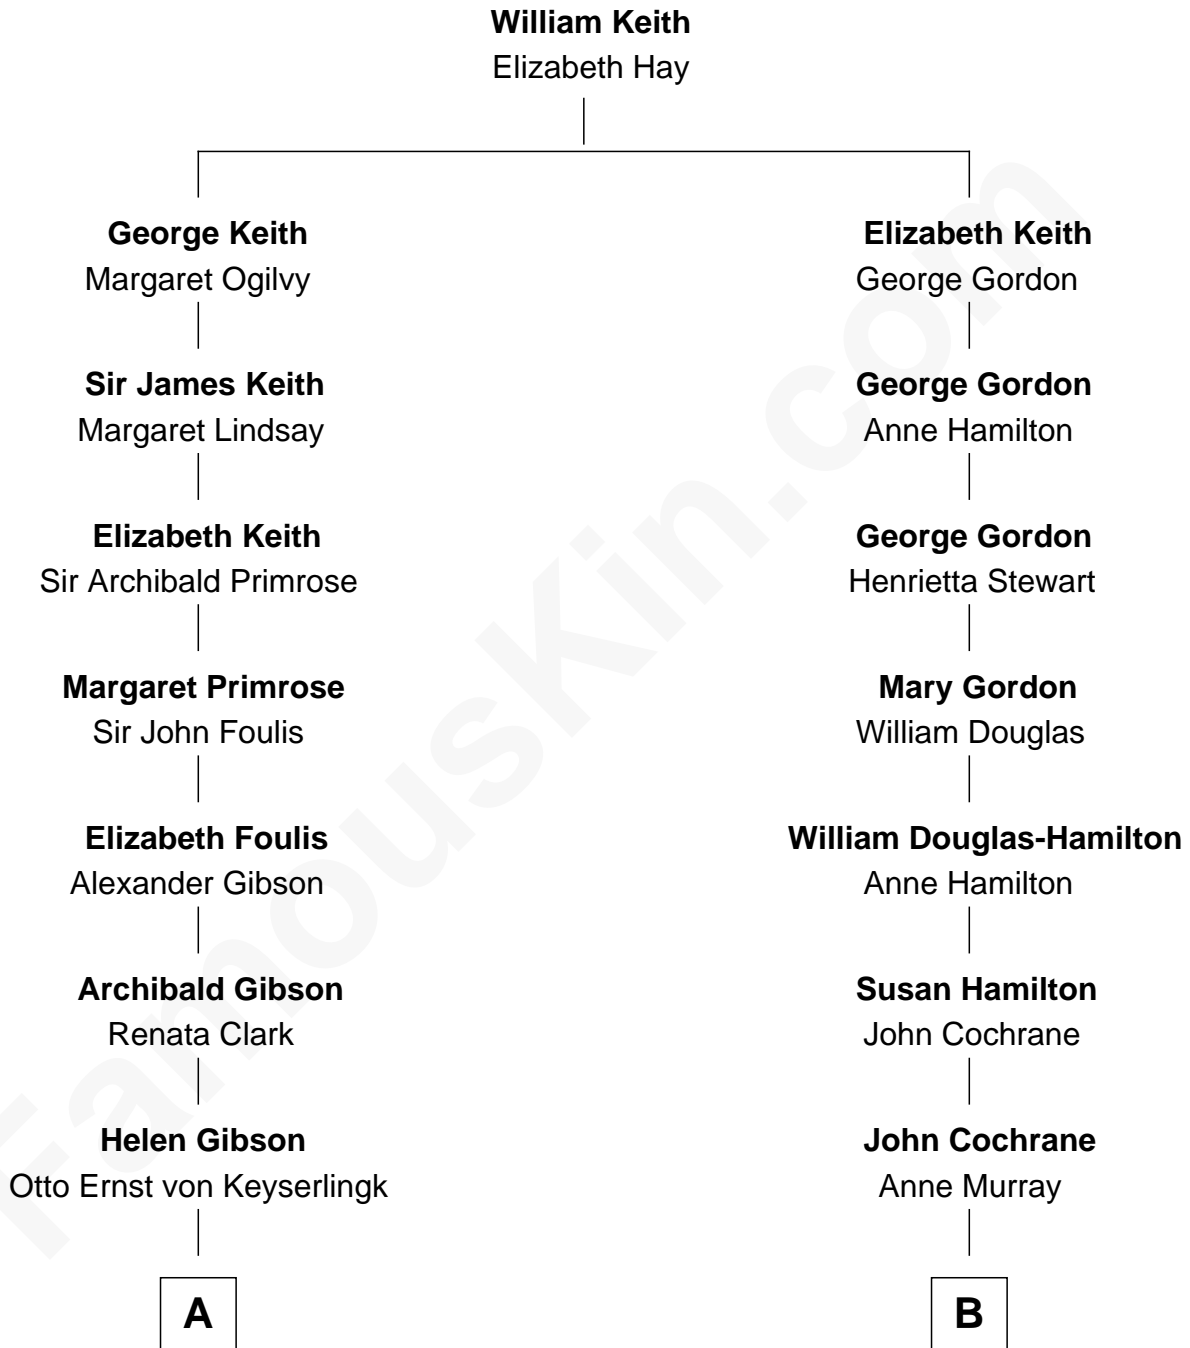 William Keith
Elizabeth Hay
George Keith
Margaret Ogilvy
Elizabeth Keith
George Gordon
Sir James Keith
Margaret Lindsay
George Gordon
Anne Hamilton
Elizabeth Keith
Sir Archibald Primrose
George Gordon
Henrietta Stewart
Margaret Primrose
Sir John Foulis
Mary Gordon
William Douglas
Elizabeth Foulis
Alexander Gibson
William Douglas-Hamilton
Anne Hamilton
Archibald Gibson
Renata Clark
Susan Hamilton
John Cochrane
Helen Gibson
Otto Ernst von Keyserlingk
John Cochrane
Anne Murray
A
B
FamousKin.com